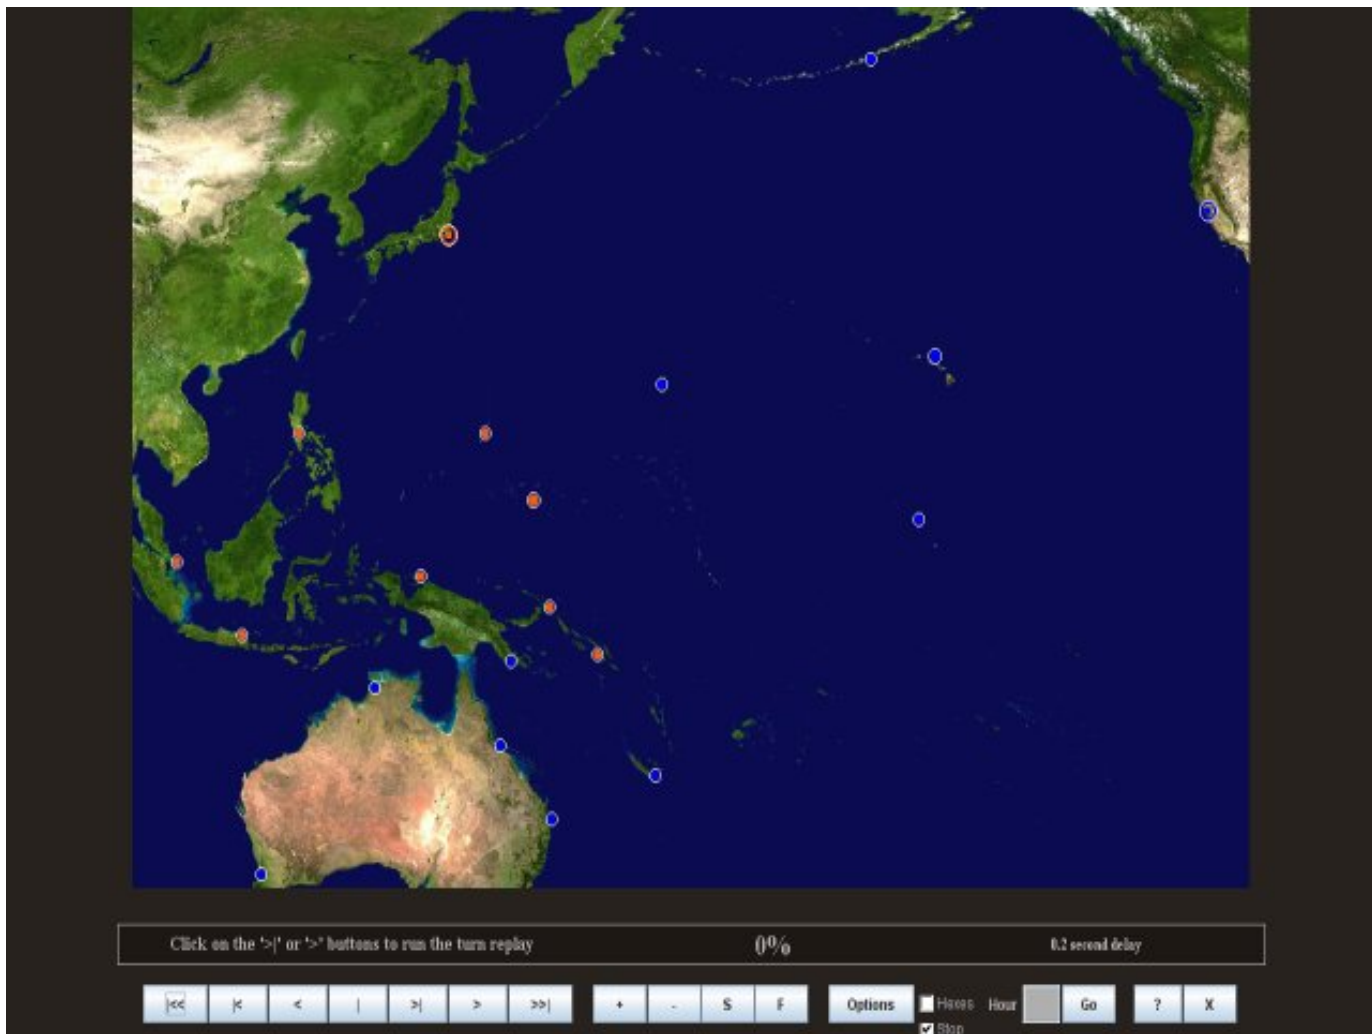 Click on the '>|' or '>' buttons to run the turn replay 0% 0.2 second delay
|<< |< < | >| > >>| + - S F Options Hexes Hour Go ? X
Stop